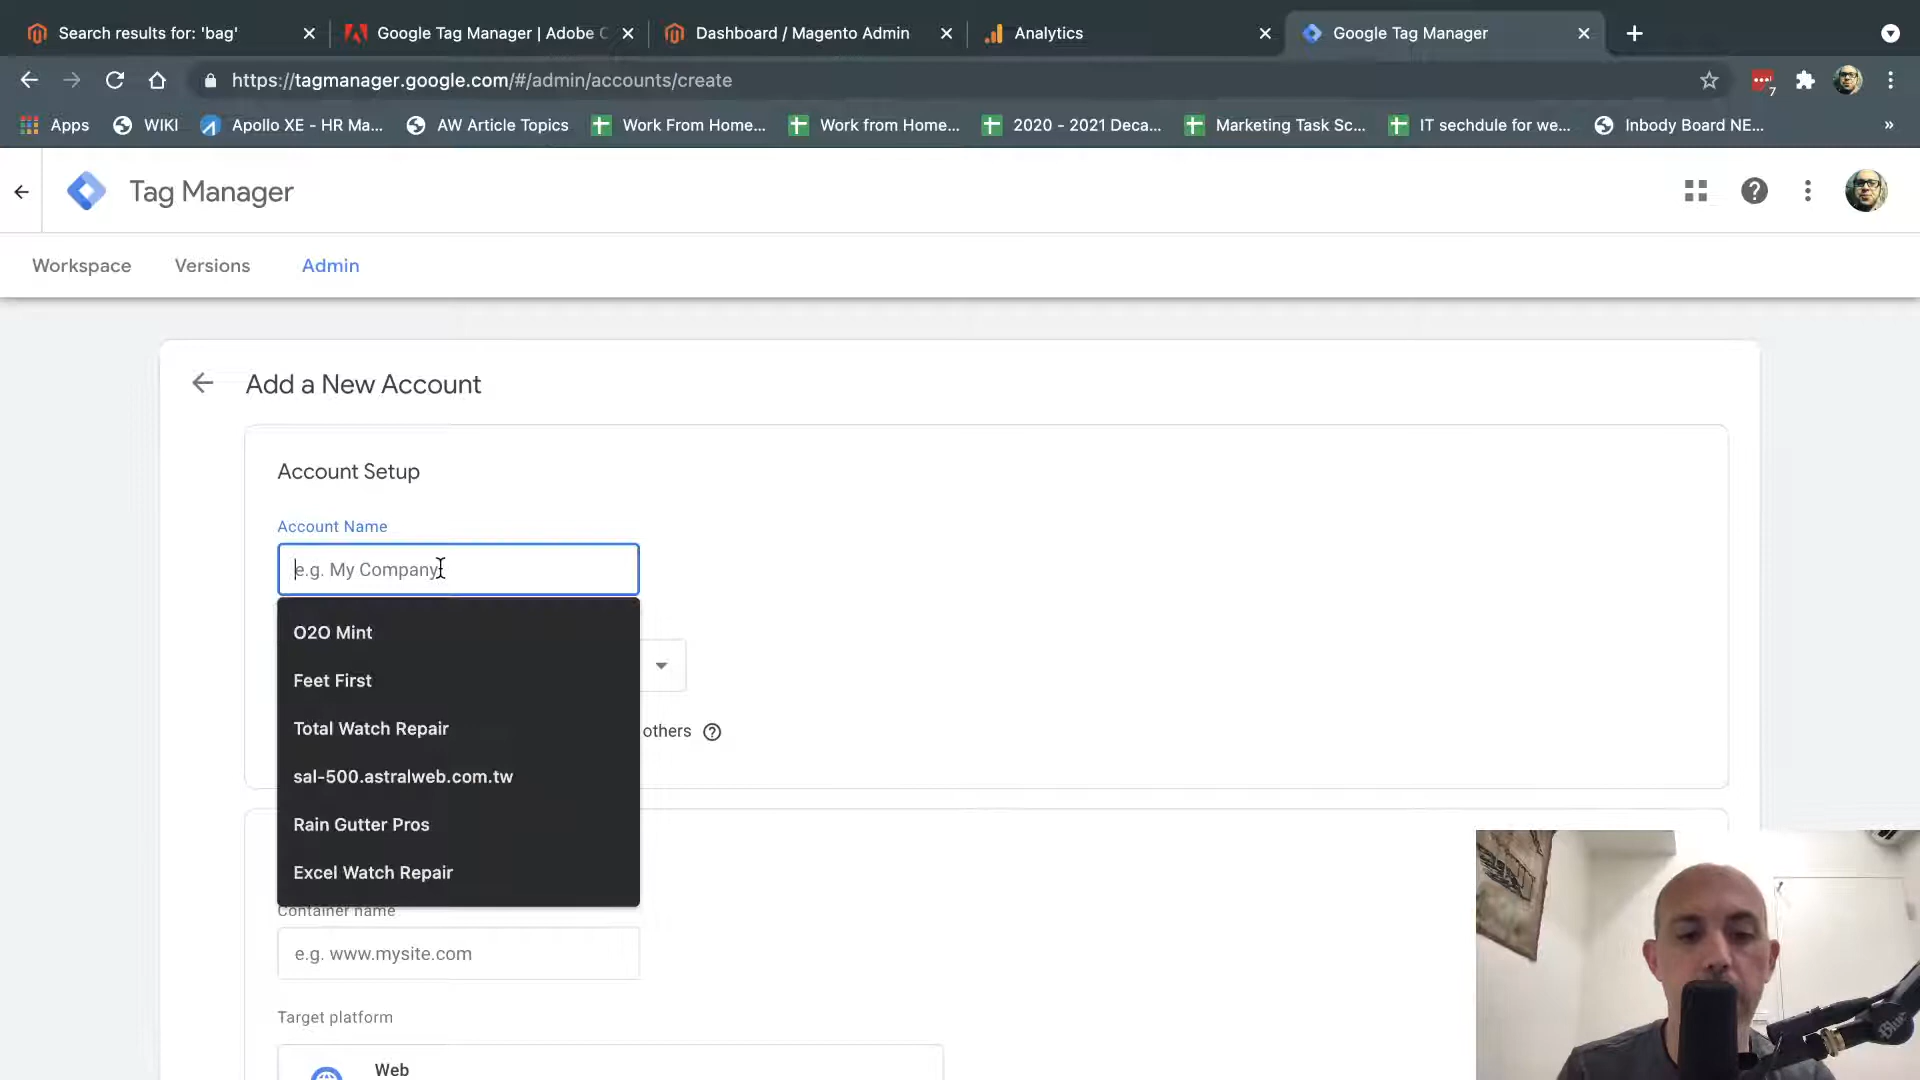 Search results for: 'bag'
Google Tag Manager | Adobe C
Dashboard / Magento Admin
Analytics
Google Tag Manager
https://tagmanager.google.com/#/admin/accounts/create
7
Apps
WIKI
Apollo XE - HR Ma...
AW Article Topics
Work From Home...
Work from Home...
2020 - 2021 Deca...
Marketing Task Sc...
IT sechdule for we...
Inbody Board NE...
»
Tag Manager
Workspace
Versions
Admin
Add a New Account
Account Setup
Account Name
e.g. My Company
O2O Mint
Feet First
Total Watch Repair
others
sal-500.astralweb.com.tw
Rain Gutter Pros
Excel Watch Repair
Container name
e.g. www.mysite.com
Target platform
Web
Blue